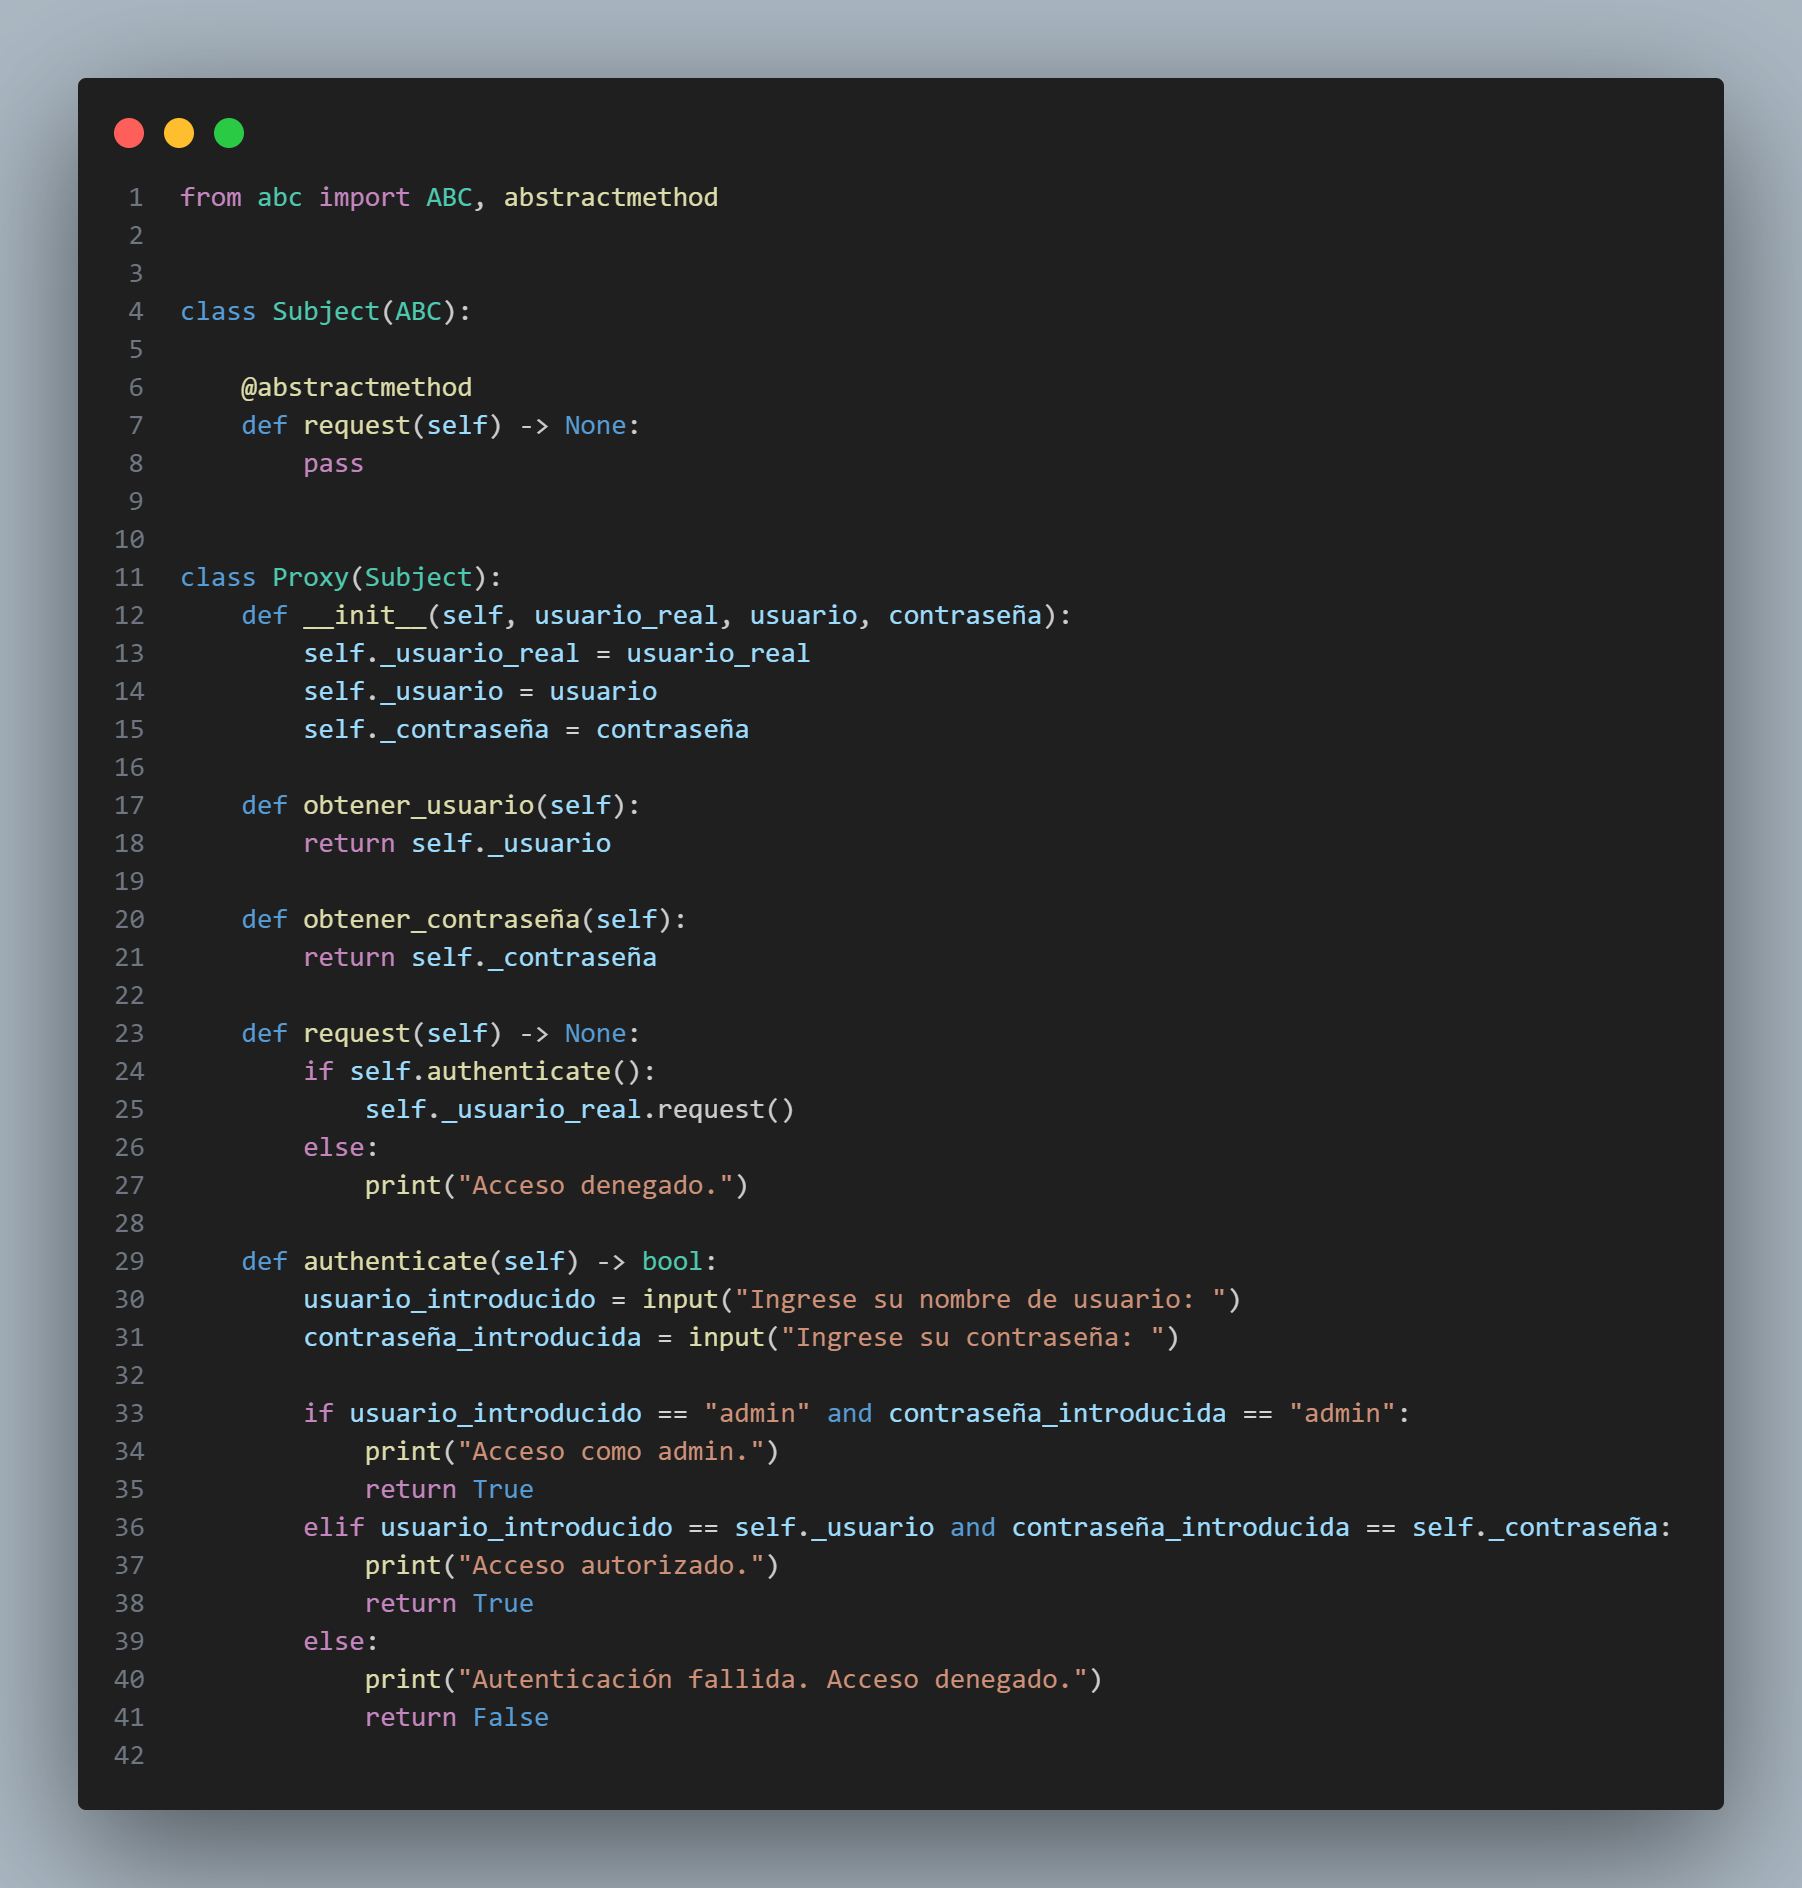 1 from abc import ABC, abstractmethod
2
3
4 class Subject(ABC):
5
6     @abstractmethod
7     def request(self) -> None:
8         pass
9
10
11 class Proxy(Subject):
12     def __init__(self, usuario_real, usuario, contraseña):
13         self._usuario_real = usuario_real
14         self._usuario = usuario
15         self._contraseña = contraseña
16
17     def obtener_usuario(self):
18         return self._usuario
19
20     def obtener_contraseña(self):
21         return self._contraseña
22
23     def request(self) -> None:
24         if self.authenticate():
25             self._usuario_real.request()
26         else:
27             print("Acceso denegado.")
28
29     def authenticate(self) -> bool:
30         usuario_introducido = input("Ingrese su nombre de usuario: ")
31         contraseña_introducida = input("Ingrese su contraseña: ")
32
33         if usuario_introducido == "admin" and contraseña_introducida == "admin":
34             print("Acceso como admin.")
35             return True
36         elif usuario_introducido == self._usuario and contraseña_introducida == self._contraseña:
37             print("Acceso autorizado.")
38             return True
39         else:
40             print("Autenticación fallida. Acceso denegado.")
41             return False
42